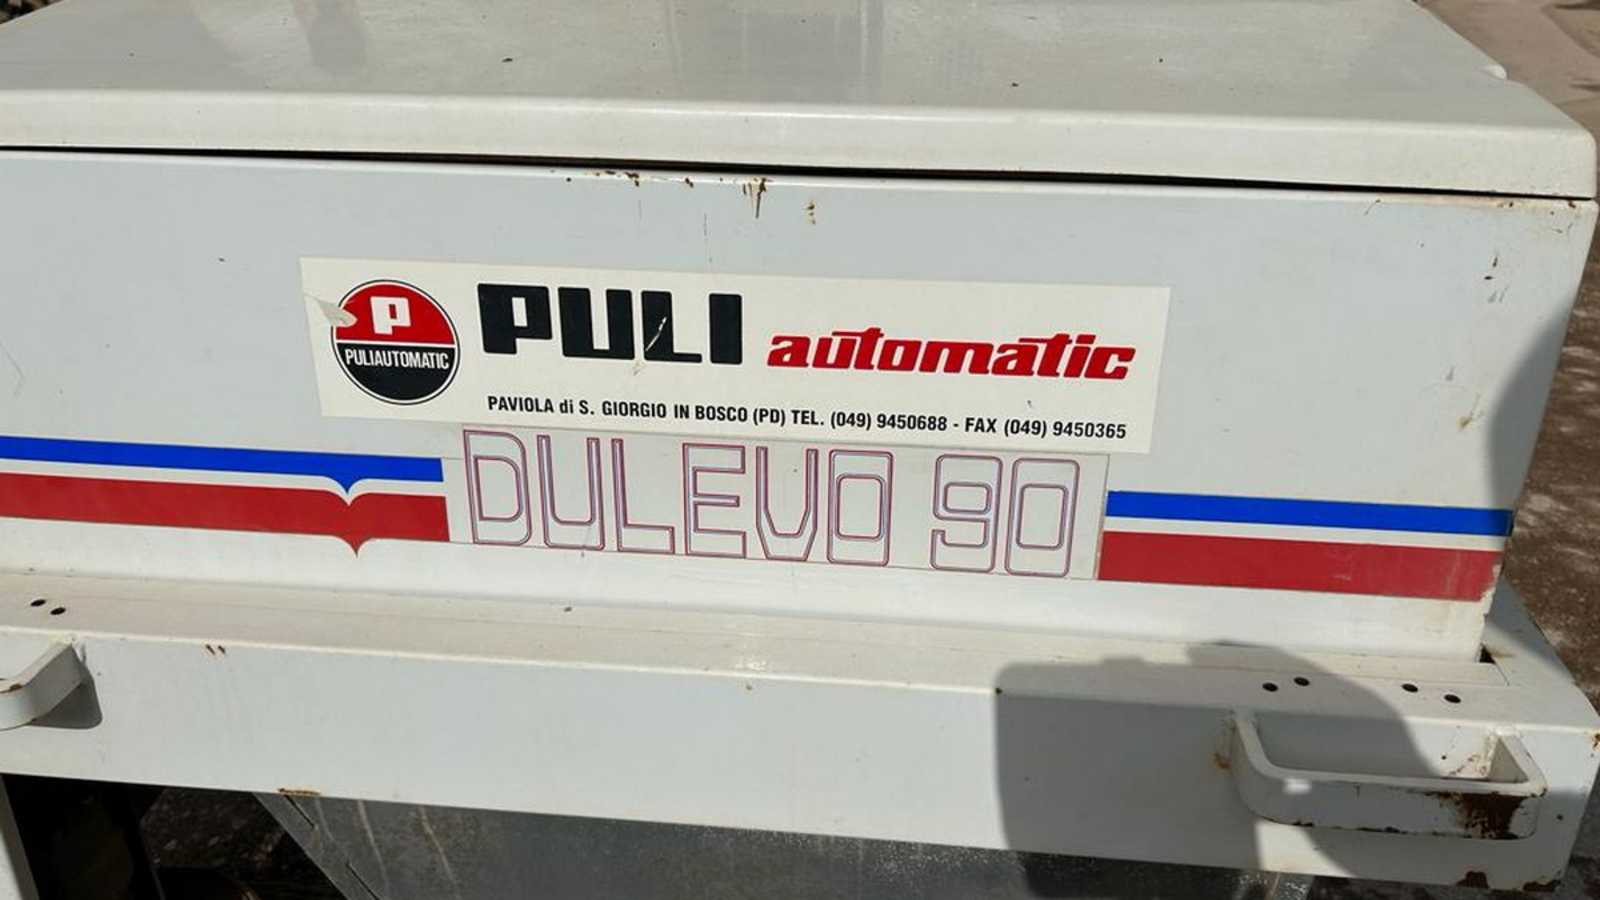 P
PULIAUTOMATIC
PULI automatic
PAVIOLA di S. GIORGIO IN BOSCO (PD) TEL. (049) 9450688 - FAX (049) 9450365
DULEVO 90